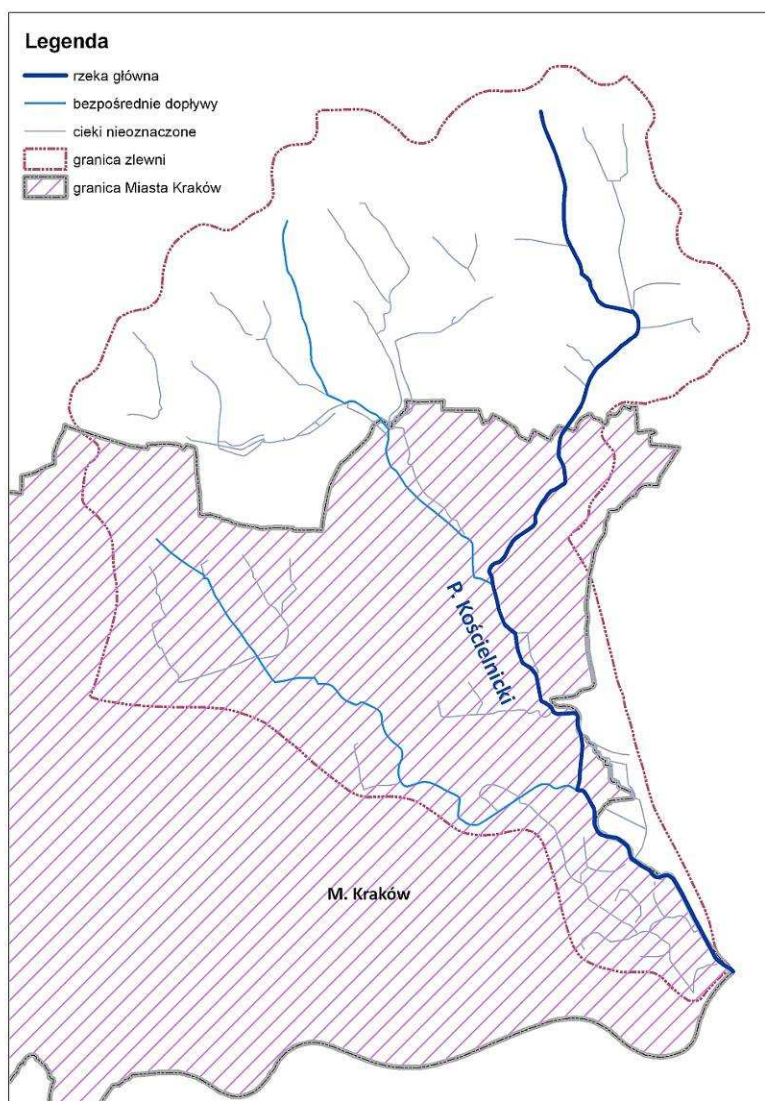 Legenda
rzeka główna
bezpośrednie dopływy
cieki nieoznaczone
granica zlewni
granica Miasta Kraków
P. Kościelnicki
M. Kraków